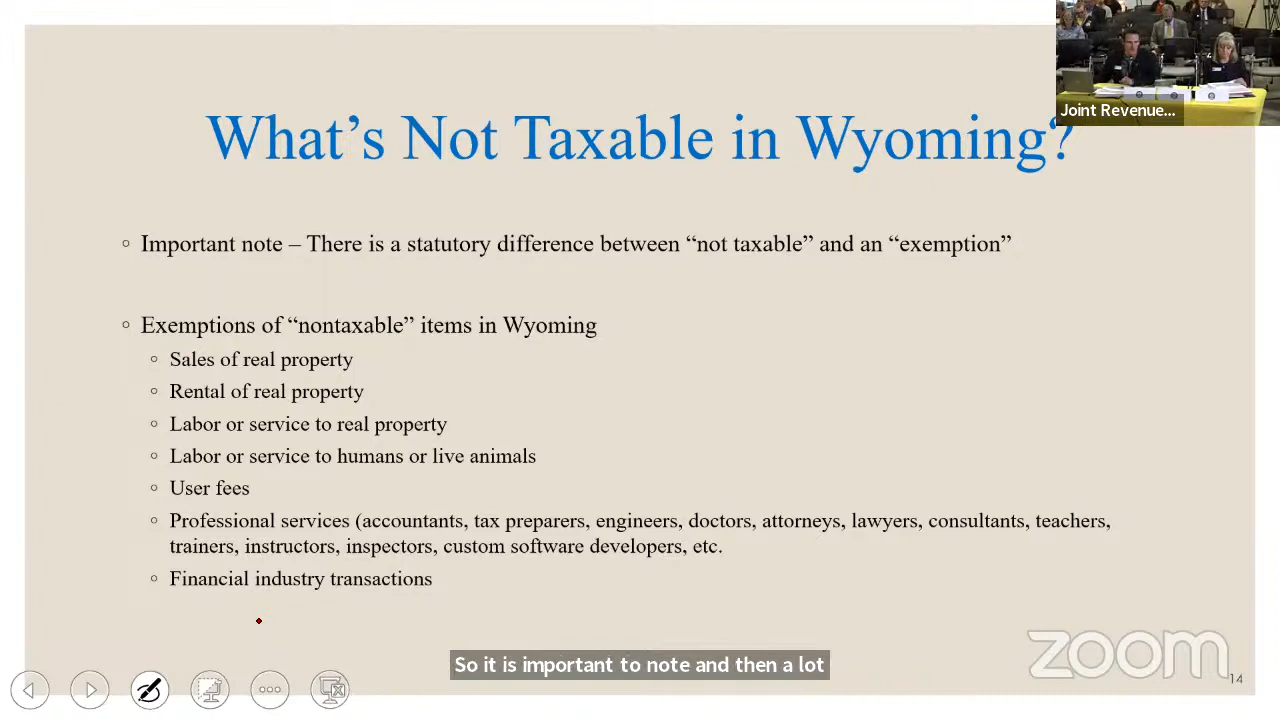 Joint Revenue...
What's Not Taxable in Wyoming?
Important note – There is a statutory difference between “not taxable” and an “exemption”
Exemptions of “nontaxable” items in Wyoming
Sales of real property
Rental of real property
Labor or service to real property
Labor or service to humans or live animals
User fees
Professional services (accountants, tax preparers, engineers, doctors, attorneys, lawyers, consultants, teachers,
trainers, instructors, inspectors, custom software developers, etc.
Financial industry transactions
So it is important to note and then a lot
zoom
14